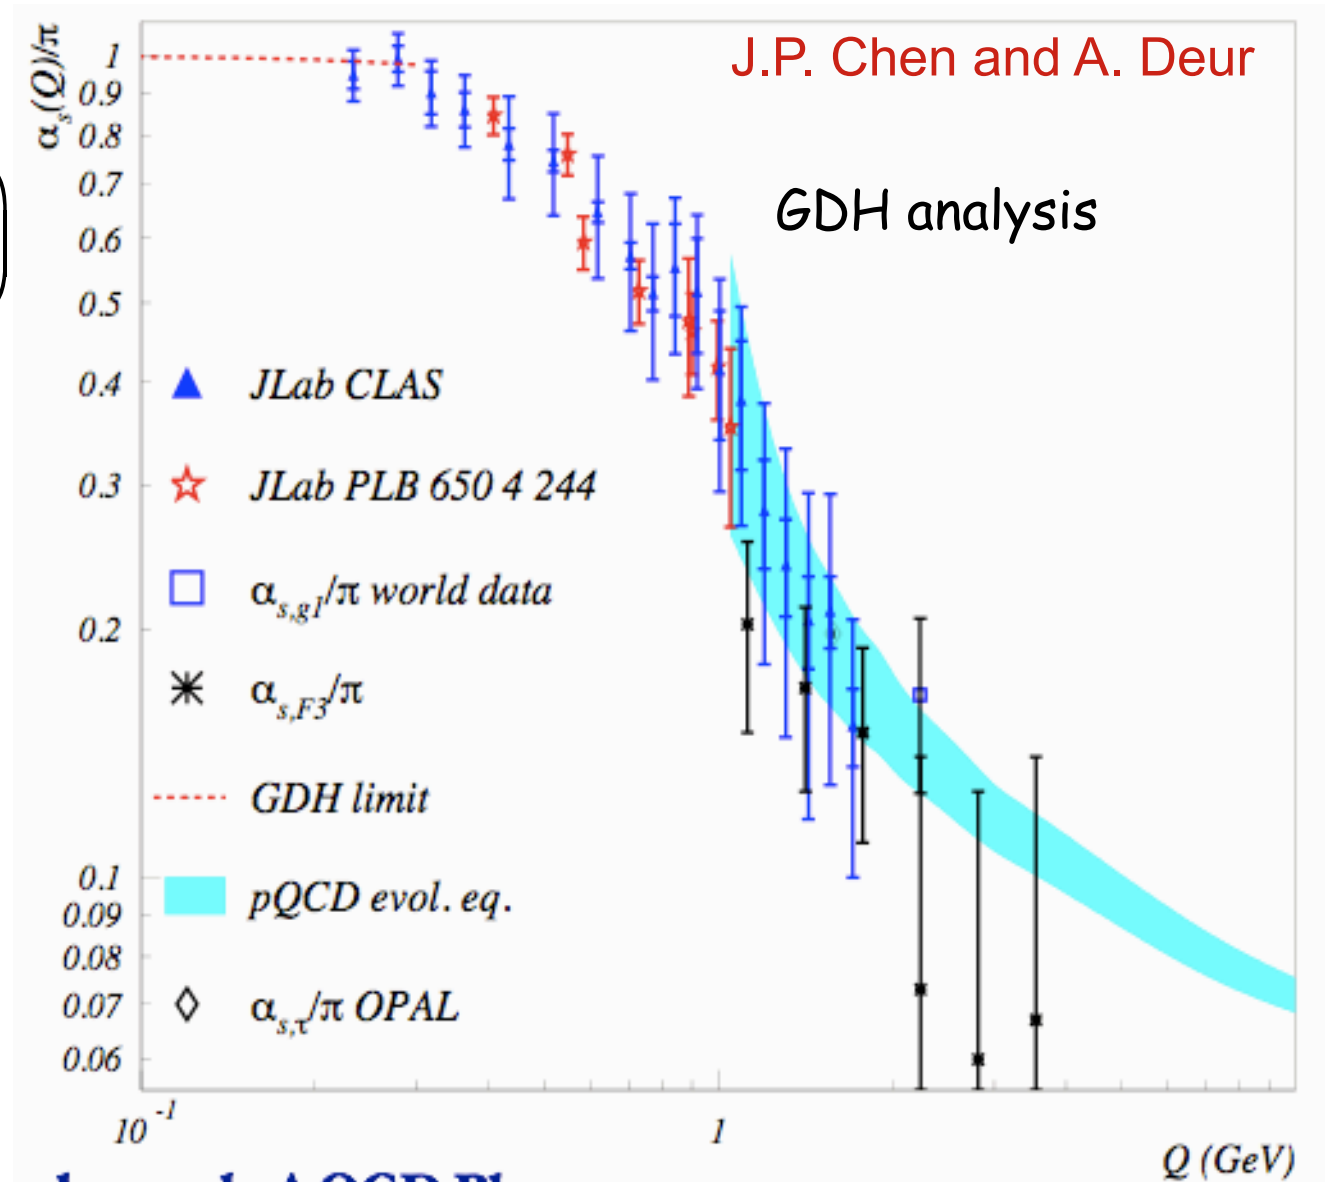 αs(Q)/π
J.P. Chen and A. Deur
GDH analysis
1
0.9
0.8
0.7
0.6
0.5
0.4
0.3
0.2
0.1
0.09
0.08
0.07
0.06
JLab CLAS
JLab PLB 650 4 244
αs,g1/π world data
αs,F3/π
GDH limit
pQCD evol. eq.
αs,τ/π OPAL
10-1
1
Q (GeV)